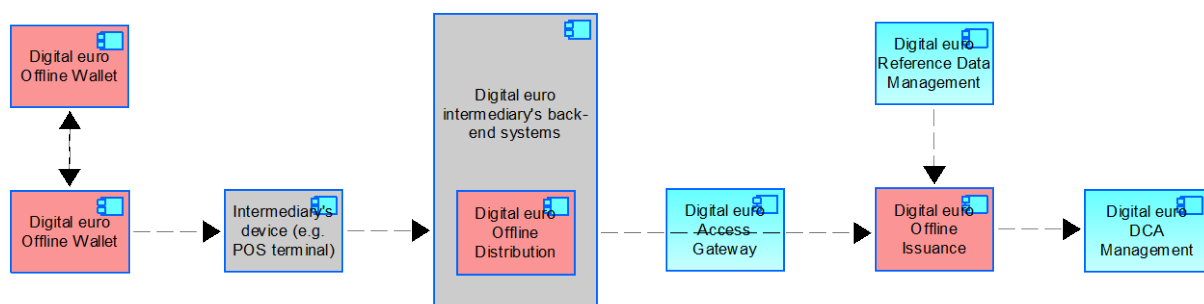 Digital euro
Offline Wallet
Digital euro
Offline Wallet
Intermediary's
device (e.g.
POS terminal)
Digital euro
intermediary's back-
end systems
Digital euro
Offline
Distribution
Digital euro
Access
Gateway
Digital euro
Reference Data
Management
Digital euro
Offline
Issuance
Digital euro
DCA
Management